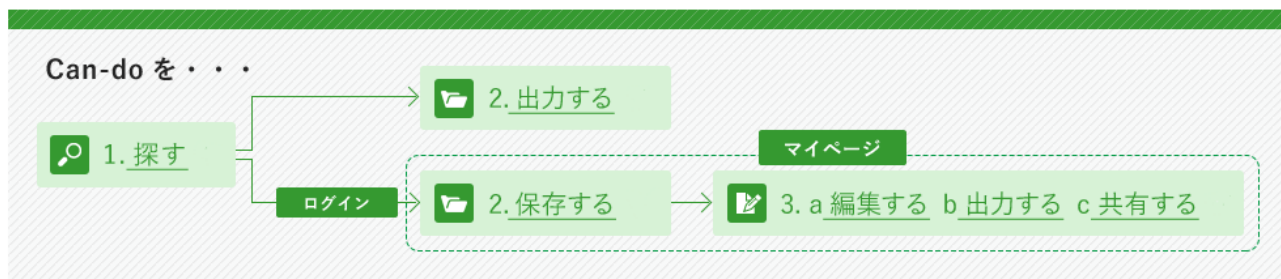 Can-do を・・・
1. 探す
2. 出力する
ログイン
マイページ
2. 保存する
3. a 編集する b 出力する c 共有する